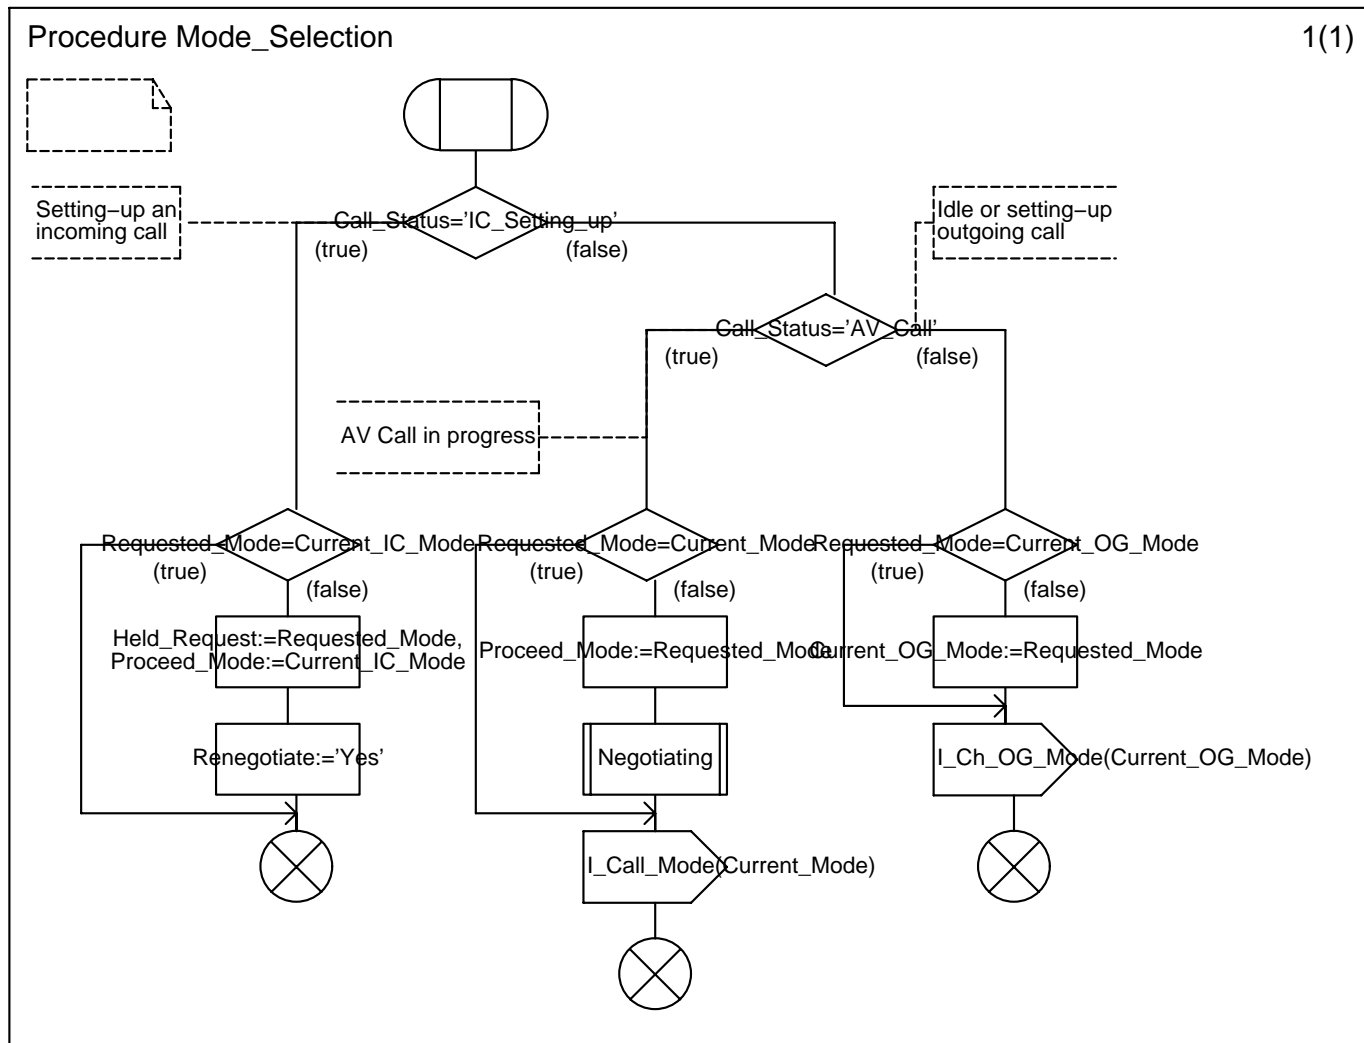 Procedure Mode_Selection
1(1)
Setting−up an
incoming call
Call_Status=’IC_Setting_up’
Idle or setting−up
outgoing call
(true)
(false)
Call_Status=’AV_Call’
(true)
(false)
AV Call in progress
Requested_Mode=Current_IC_Mode
Requested_Mode=Current_Mode
Requested_Mode=Current_OG_Mode
(true)
(true)
(true)
(false)
(false)
(false)
Held_Request:=Requested_Mode,
Proceed_Mode:=Current_IC_Mode
Proceed_Mode:=Requested_Mode
Current_OG_Mode:=Requested_Mode
Renegotiate:=’Yes’
Negotiating
I_Ch_OG_Mode(Current_OG_Mode)
I_Call_Mode(Current_Mode)